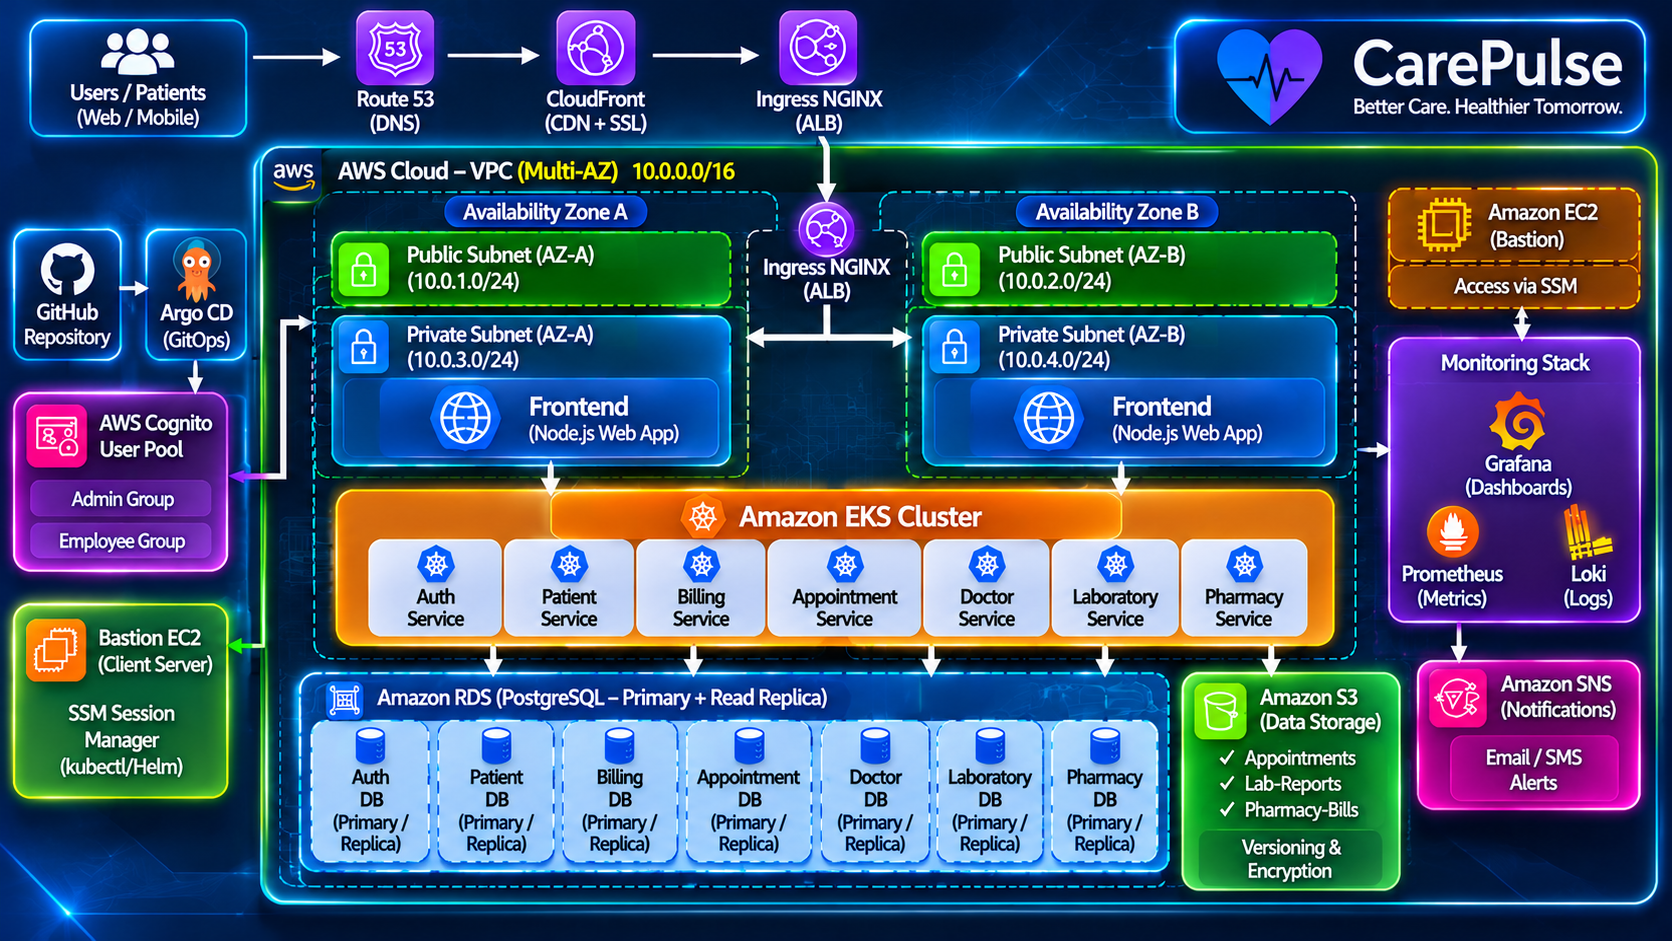 Users / Patients
(Web / Mobile)
53
Route 53
(DNS)
CloudFront
(CDN + SSL)
Ingress NGINX
(ALB)
CarePulse
Better Care. Healthier Tomorrow.
aws
AWS Cloud – VPC (Multi-AZ) 10.0.0.0/16
Availability Zone A
Public Subnet (AZ-A)
(10.0.1.0/24)
Private Subnet (AZ-A)
(10.0.3.0/24)
Frontend
(Node.js Web App)
Ingress NGINX
(ALB)
Availability Zone B
Public Subnet (AZ-B)
(10.0.2.0/24)
Private Subnet (AZ-B)
(10.0.4.0/24)
Frontend
(Node.js Web App)
GitHub
Repository
Argo CD
(GitOps)
AWS Cognito
User Pool
Admin Group
Employee Group
Bastion EC2
(Client Server)
SSM Session
Manager
(kubectl/Helm)
Amazon EKS Cluster
Auth
Service
Patient
Service
Billing
Service
Appointment
Service
Doctor
Service
Laboratory
Service
Pharmacy
Service
Amazon RDS (PostgreSQL – Primary + Read Replica)
Auth
DB
(Primary /
Replica)
Patient
DB
(Primary /
Replica)
Billing
DB
(Primary /
Replica)
Appointment
DB
(Primary /
Replica)
Doctor
DB
(Primary /
Replica)
Laboratory
DB
(Primary /
Replica)
Pharmacy
DB
(Primary /
Replica)
Amazon S3
(Data Storage)
✓ Appointments
✓ Lab-Reports
✓ Pharmacy-Bills
Versioning &
Encryption
Amazon EC2
(Bastion)
Access via SSM
Monitoring Stack
Grafana
(Dashboards)
Prometheus
(Metrics)
Loki
(Logs)
Amazon SNS
(Notifications)
Email / SMS
Alerts